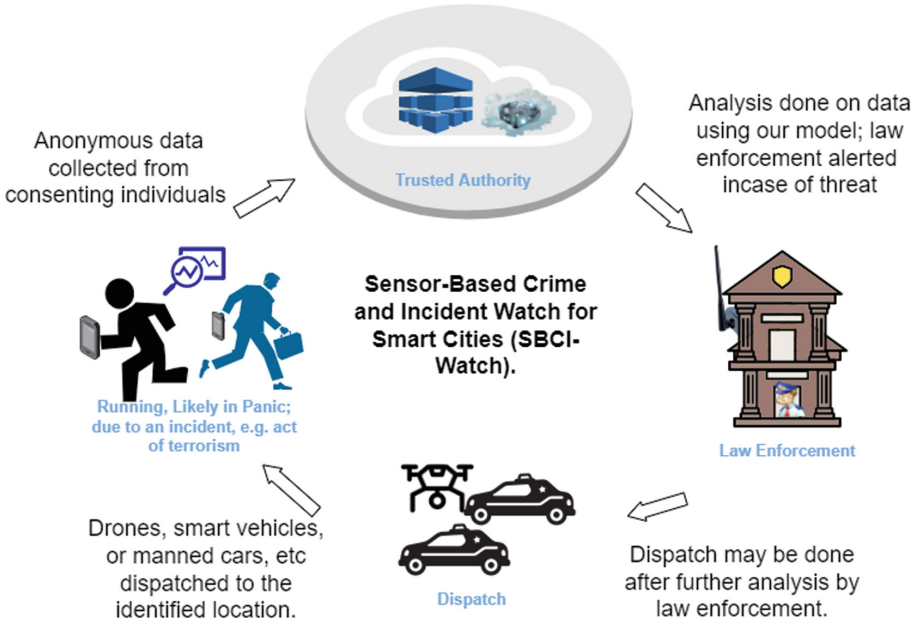 Anonymous data
collected from
consenting individuals
Trusted Authority
Analysis done on data
using our model; law
enforcement alerted
incase of threat
Sensor-Based Crime
and Incident Watch for
Smart Cities (SBCI-
Watch).
Running, Likely in Panic;
due to an incident, e.g. act
of terrorism
Law Enforcement
Drones, smart vehicles,
or manned cars, etc
dispatched to the
identified location.
Dispatch
Dispatch may be done
after further analysis by
law enforcement.